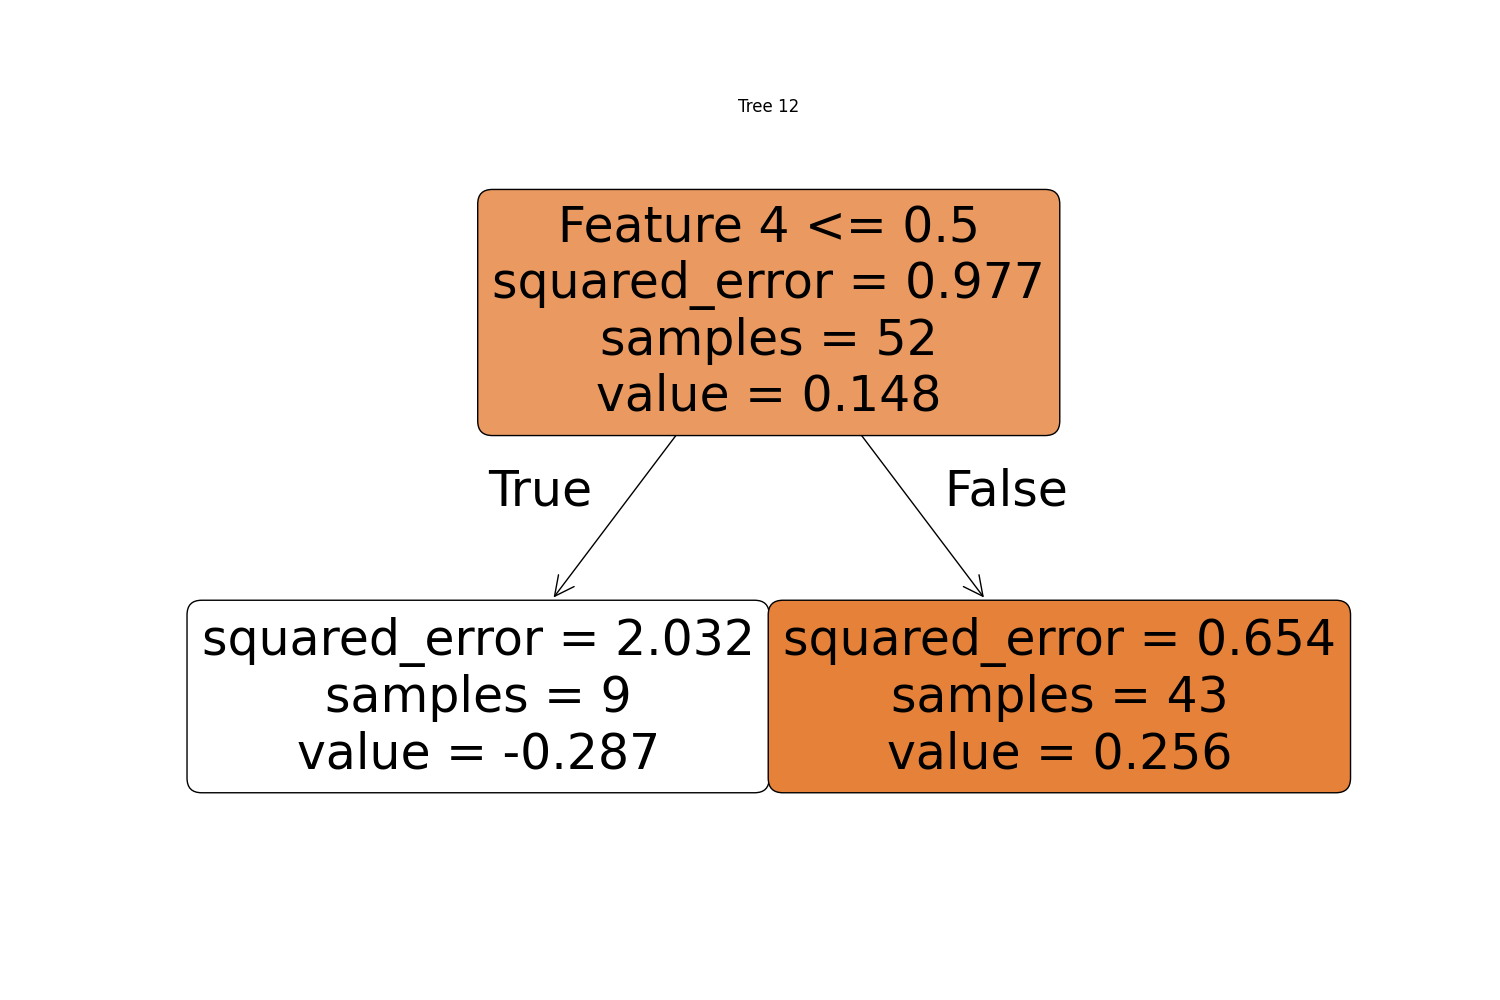 Tree 12
Feature 4 <= 0.5
squared_error = 0.977
samples = 52
value = 0.148
True
False
squared_error = 2.032
samples = 9
value = -0.287
squared_error = 0.654
samples = 43
value = 0.256